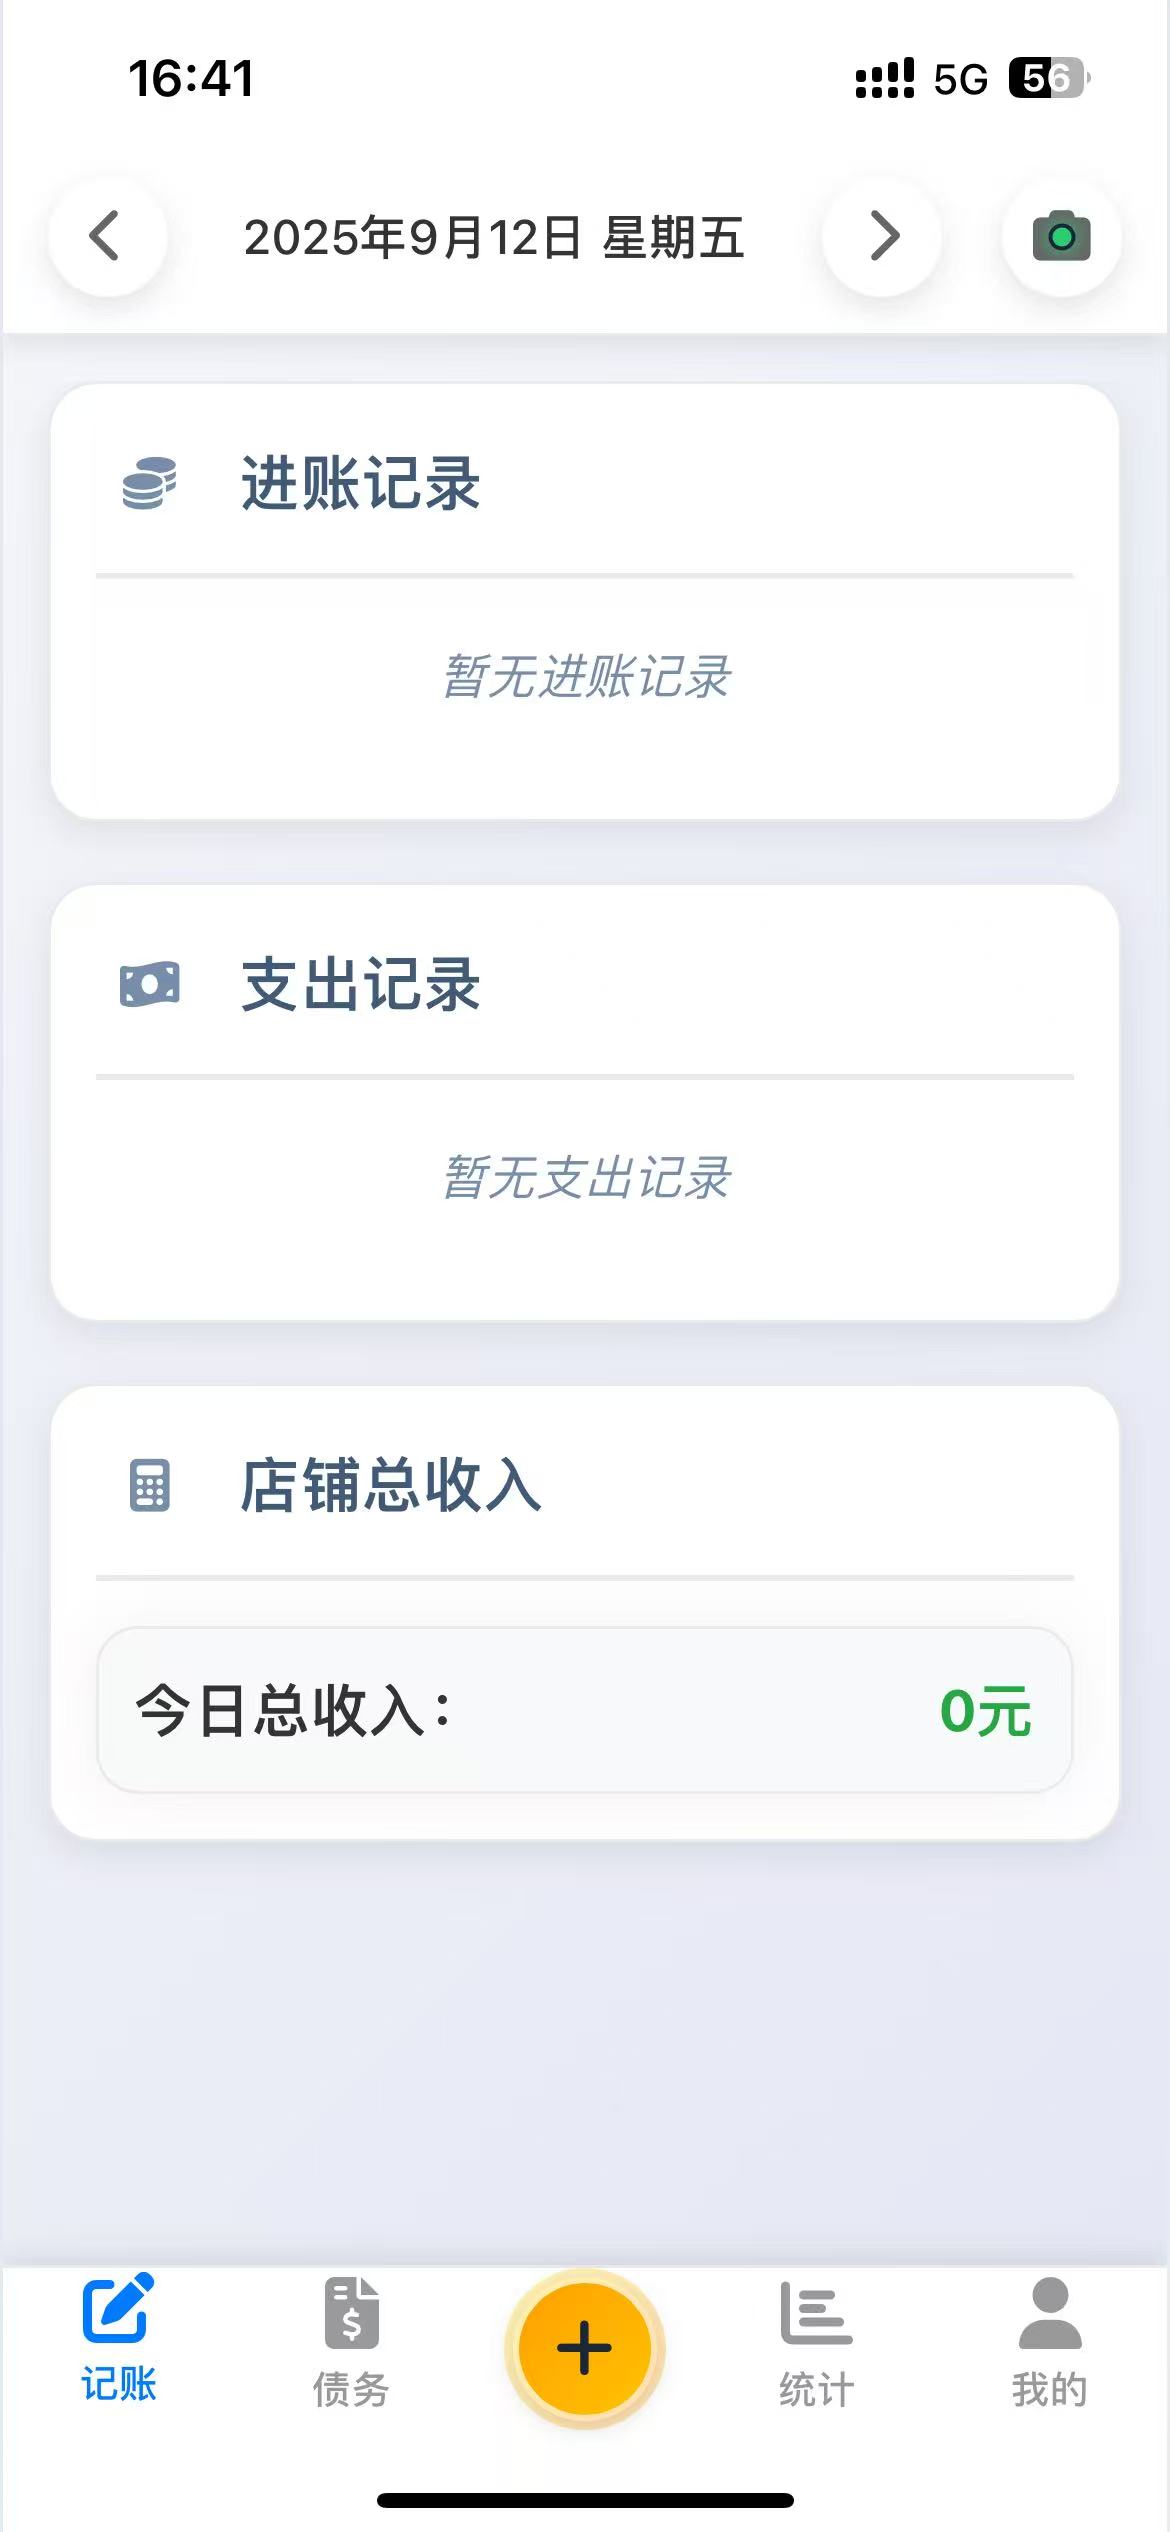 16:41 5G 56
2025年9月12日 星期五
进账记录
暂无进账记录
支出记录
暂无支出记录
店铺总收入
今日总收入： 0元
记账 债务 统计 我的